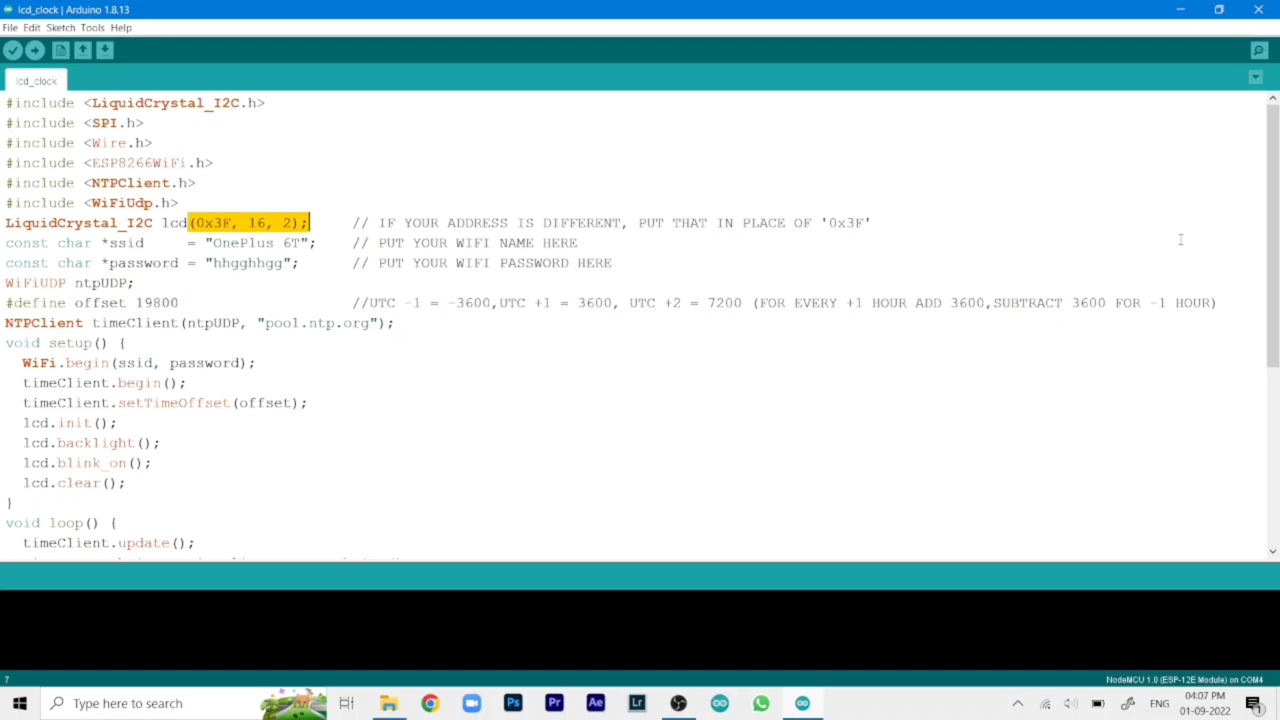 lcd_clock | Arduino 1.8.13
File Edit Sketch Tools Help
lcd_clock
#include <LiquidCrystal_I2C.h>
#include <SPI.h>
#include <Wire.h>
#include <ESP8266WiFi.h>
#include <NTPClient.h>
#include <WiFiUdp.h>
LiquidCrystal_I2C lcd(0x3F, 16, 2); // IF YOUR ADDRESS IS DIFFERENT, PUT THAT IN PLACE OF '0x3F'
const char *ssid = "OnePlus 6T"; // PUT YOUR WIFI NAME HERE
const char *password = "hhgghhgg"; // PUT YOUR WIFI PASSWORD HERE
WiFiUDP ntpUDP;
#define offset 19800 //UTC -1 = -3600,UTC +1 = 3600, UTC +2 = 7200 (FOR EVERY +1 HOUR ADD 3600,SUBTRACT 3600 FOR -1 HOUR)
NTPClient timeClient(ntpUDP, "pool.ntp.org");
void setup() {
WiFi.begin(ssid, password);
timeClient.begin();
timeClient.setTimeOffset(offset);
lcd.init();
lcd.backlight();
lcd.blink_on();
lcd.clear();
}
void loop() {
timeClient.update();
7
NodeMCU 1.0 (ESP-12E Module) on COM4
Type here to search
Ps
Pr
Ae
Lr
ENG
04:07 PM
01-09-2022
1